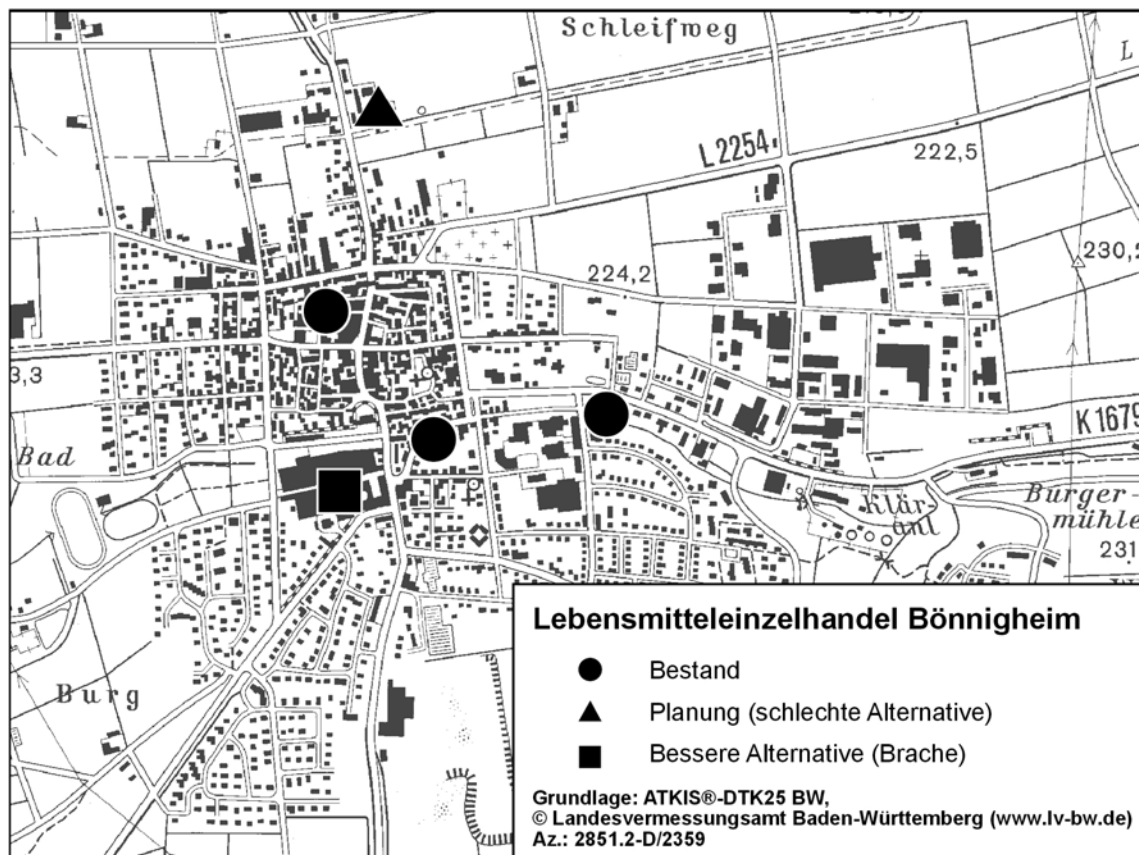 Schleifweg
L 2254
222,5
230,2
224,2
3,3
K 1679
Bad
Klär-
anl
Burger-
mühle
231
Burg
Lebensmitteleinzelhandel Bönnigheim
Bestand
Planung (schlechte Alternative)
Bessere Alternative (Brache)
Grundlage: ATKIS®-DTK25 BW,
© Landesvermessungsamt Baden-Württemberg (www.lv-bw.de)
Az.: 2851.2-D/2359